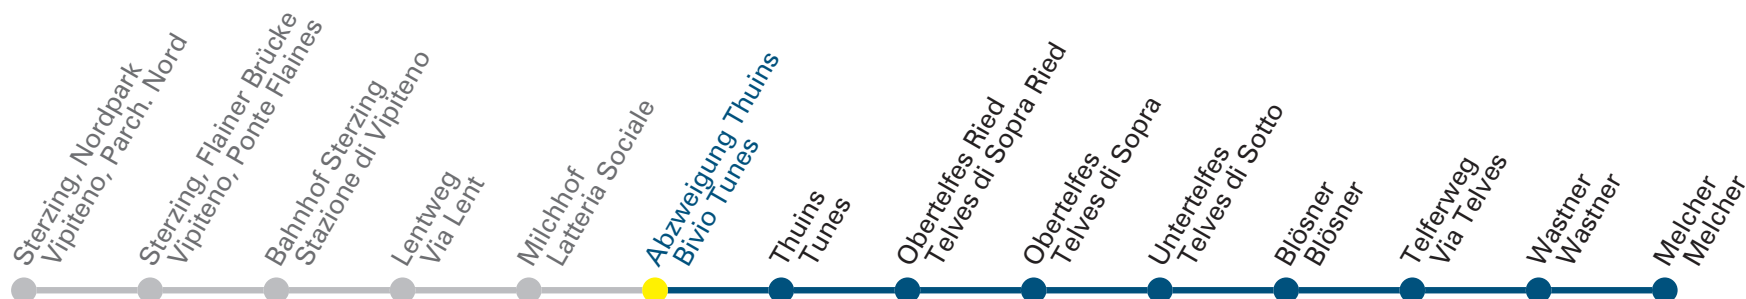 Sterzing, Nordpark
Vipiteno, Parch. Nord
Sterzing, Flainer Brücke
Vipiteno, Ponte Flaines
Bahnhof Sterzing
Stazione di Vipiteno
Lentweg
Via Lent
Milchhof
Latteria Sociale
Abzweigung Thuins
Bivio Tunes
Thuins
Tunes
Obertelfes Ried
Telves di Sopra Ried
Obertelfes
Telves di Sopra
Untertelfes
Telves di Sotto
Blösner
Blösner
Telferweg
Via Telves
Wastner
Wastner
Melcher
Melcher